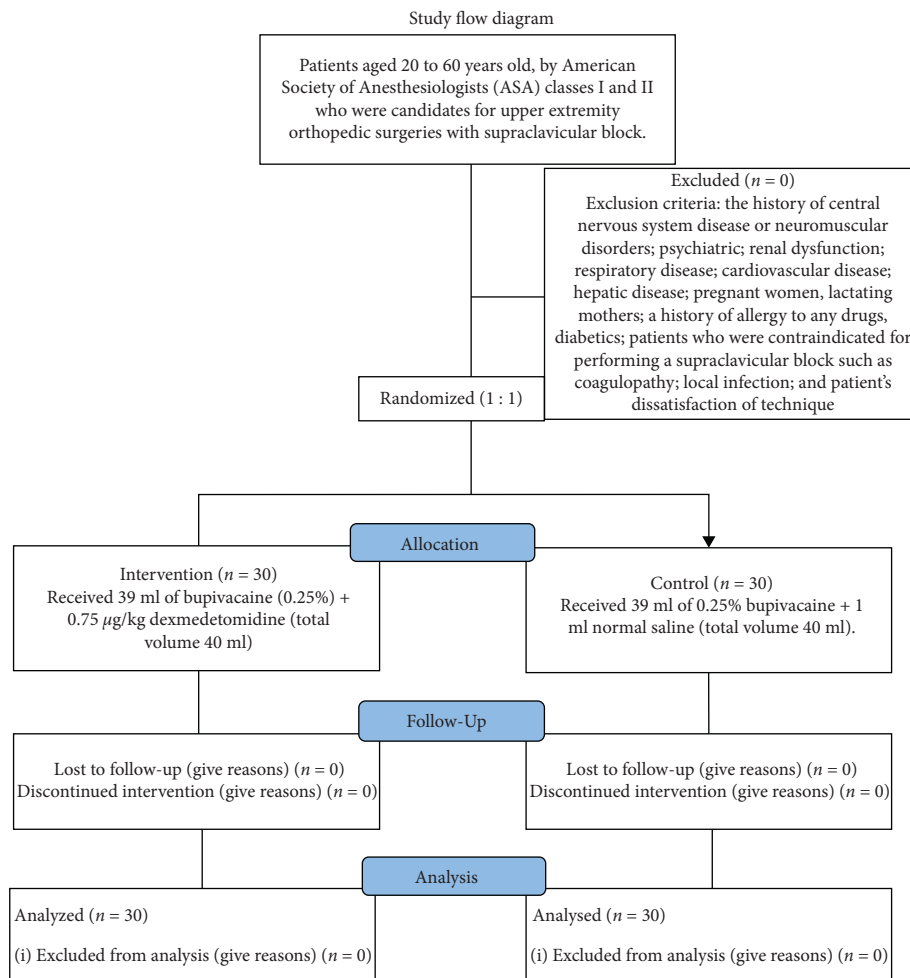 Study flow diagram
Patients aged 20 to 60 years old, by American
Society of Anesthesiologists (ASA) classes I and II
who were candidates for upper extremity
orthopedic surgeries with supraclavicular block.
Excluded (n = 0)
Exclusion criteria: the history of central
nervous system disease or neuromuscular
disorders; psychiatric; renal dysfunction;
respiratory disease; cardiovascular disease;
hepatic disease; pregnant women, lactating
mothers; a history of allergy to any drugs,
diabetics; patients who were contraindicated for
performing a supraclavicular block such as
coagulopathy; local infection; and patient's
dissatisfaction of technique
Randomized (1 : 1)
Allocation
Intervention (n = 30)
Received 39 ml of bupivacaine (0.25%) +
0.75 μg/kg dexmedetomidine (total
volume 40 ml)
Control (n = 30)
Received 39 ml of 0.25% bupivacaine + 1
ml normal saline (total volume 40 ml).
Follow-Up
Lost to follow-up (give reasons) (n = 0)
Discontinued intervention (give reasons) (n = 0)
Lost to follow-up (give reasons) (n = 0)
Discontinued intervention (give reasons) (n = 0)
Analysis
Analyzed (n = 30)
(i) Excluded from analysis (give reasons) (n = 0)
Analysed (n = 30)
(i) Excluded from analysis (give reasons) (n = 0)